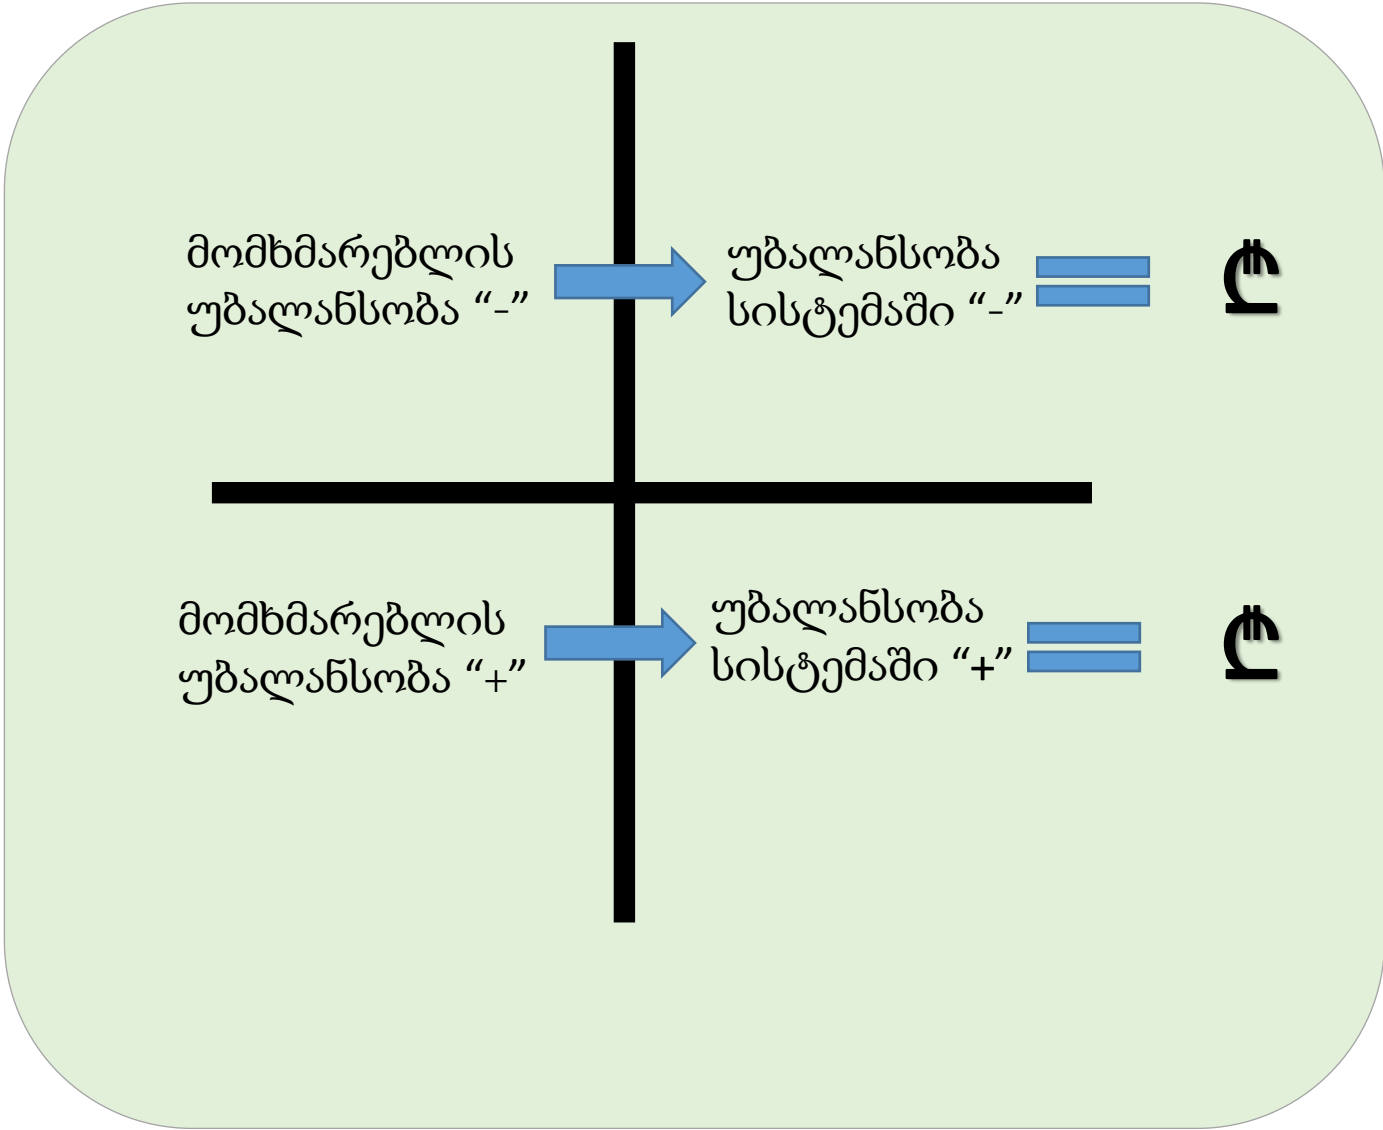 მომხმარებლის
უბალანსობა “-”
უბალანსობა
სისტემაში “-”
₾
მომხმარებლის
უბალანსობა “+”
უბალანსობა
სისტემაში “+”
₾